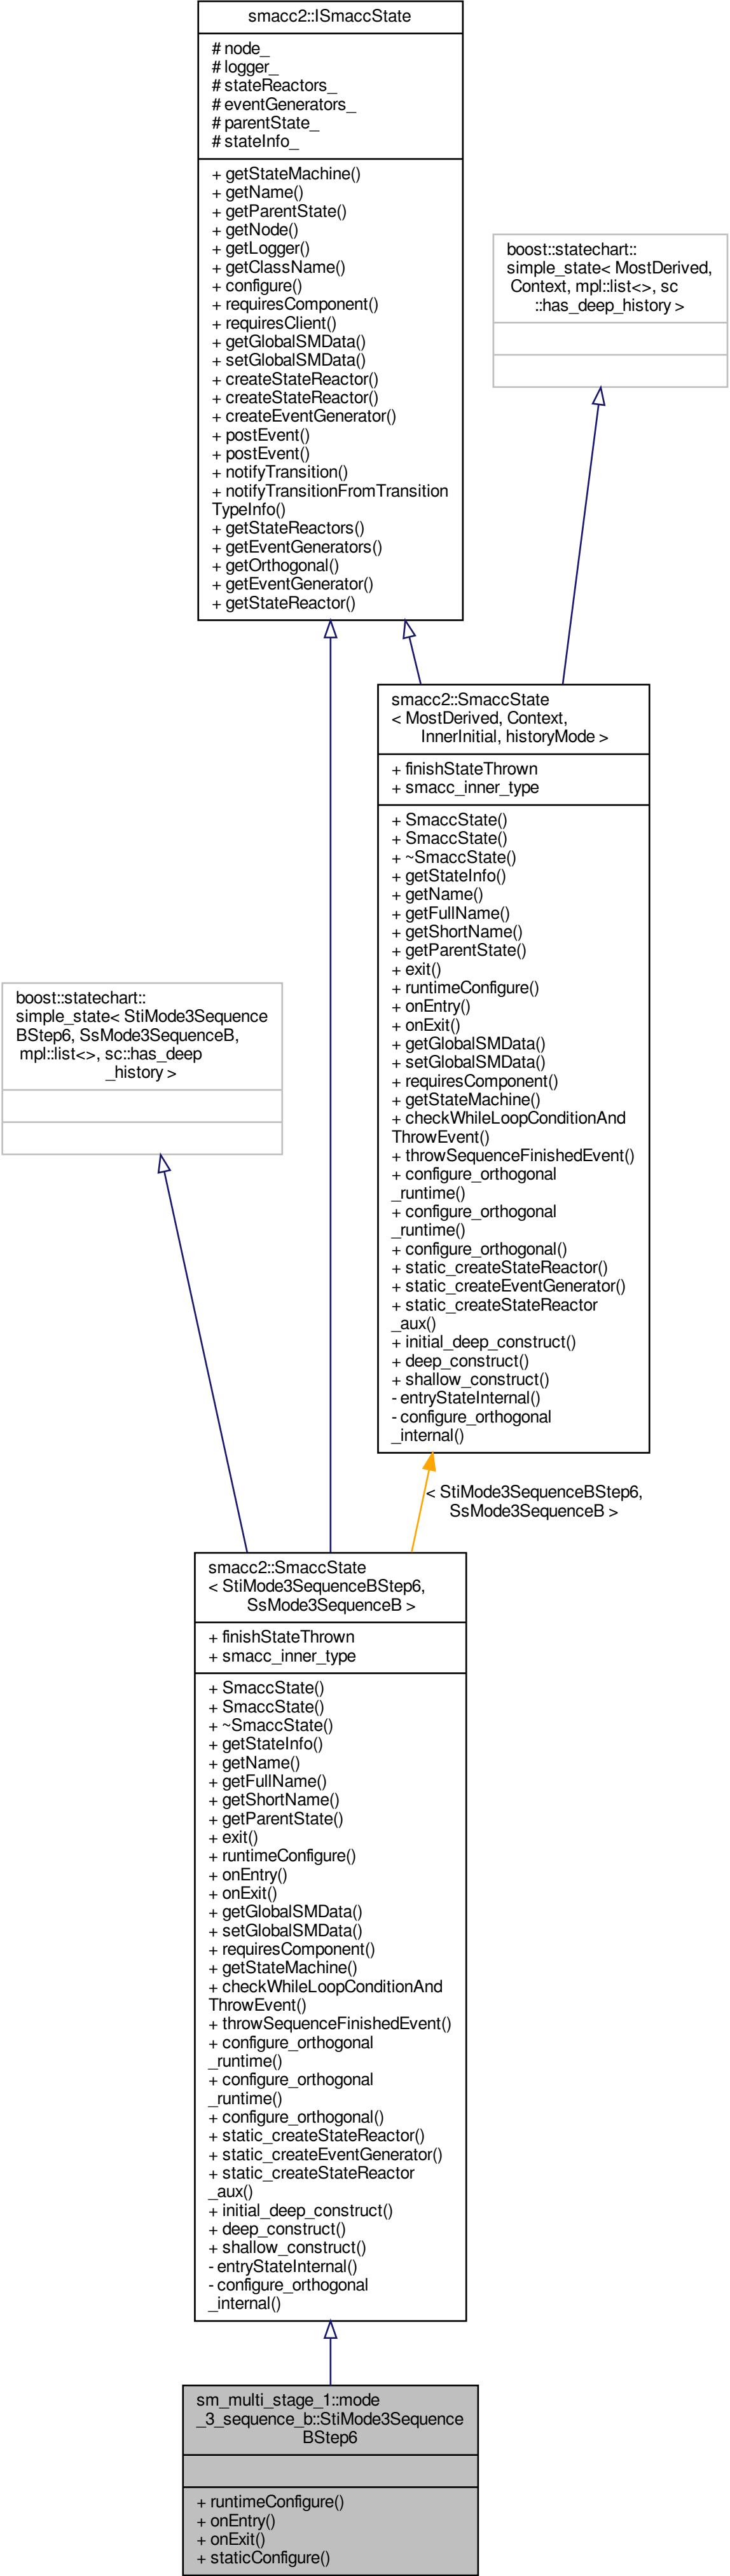 smacc2::ISmaccState
# node_
# logger_
# stateReactors_
# eventGenerators_
# parentState_
# stateInfo_
+ getStateMachine()
+ getName()
+ getParentState()
+ getNode()
+ getLogger()
+ getClassName()
+ configure()
+ requiresComponent()
+ requiresClient()
+ getGlobalSMData()
+ setGlobalSMData()
+ createStateReactor()
+ createStateReactor()
+ createEventGenerator()
+ postEvent()
+ postEvent()
+ notifyTransition()
+ notifyTransitionFromTransition
TypeInfo()
+ getStateReactors()
+ getEventGenerators()
+ getOrthogonal()
+ getEventGenerator()
+ getStateReactor()
boost::statechart::
simple_state< MostDerived,
Context, mpl::list<>, sc
::has_deep_history >
smacc2::SmaccState
< MostDerived, Context,
InnerInitial, historyMode >
+ finishStateThrown
+ smacc_inner_type
+ SmaccState()
+ SmaccState()
+ ~SmaccState()
+ getStateInfo()
+ getName()
+ getFullName()
+ getShortName()
+ getParentState()
+ exit()
+ runtimeConfigure()
+ onEntry()
+ onExit()
+ getGlobalSMData()
+ setGlobalSMData()
+ requiresComponent()
+ getStateMachine()
+ checkWhileLoopConditionAnd
ThrowEvent()
+ throwSequenceFinishedEvent()
+ configure_orthogonal
_runtime()
+ configure_orthogonal
_runtime()
+ configure_orthogonal()
+ static_createStateReactor()
+ static_createEventGenerator()
+ static_createStateReactor
_aux()
+ initial_deep_construct()
+ deep_construct()
+ shallow_construct()
- entryStateInternal()
- configure_orthogonal
_internal()
boost::statechart::
simple_state< StiMode3Sequence
BStep6, SsMode3SequenceB,
mpl::list<>, sc::has_deep
_history >
< StiMode3SequenceBStep6,
SsMode3SequenceB >
smacc2::SmaccState
< StiMode3SequenceBStep6,
SsMode3SequenceB >
+ finishStateThrown
+ smacc_inner_type
+ SmaccState()
+ SmaccState()
+ ~SmaccState()
+ getStateInfo()
+ getName()
+ getFullName()
+ getShortName()
+ getParentState()
+ exit()
+ runtimeConfigure()
+ onEntry()
+ onExit()
+ getGlobalSMData()
+ setGlobalSMData()
+ requiresComponent()
+ getStateMachine()
+ checkWhileLoopConditionAnd
ThrowEvent()
+ throwSequenceFinishedEvent()
+ configure_orthogonal
_runtime()
+ configure_orthogonal
_runtime()
+ configure_orthogonal()
+ static_createStateReactor()
+ static_createEventGenerator()
+ static_createStateReactor
_aux()
+ initial_deep_construct()
+ deep_construct()
+ shallow_construct()
- entryStateInternal()
- configure_orthogonal
_internal()
sm_multi_stage_1::mode
_3_sequence_b::StiMode3Sequence
BStep6
+ runtimeConfigure()
+ onEntry()
+ onExit()
+ staticConfigure()